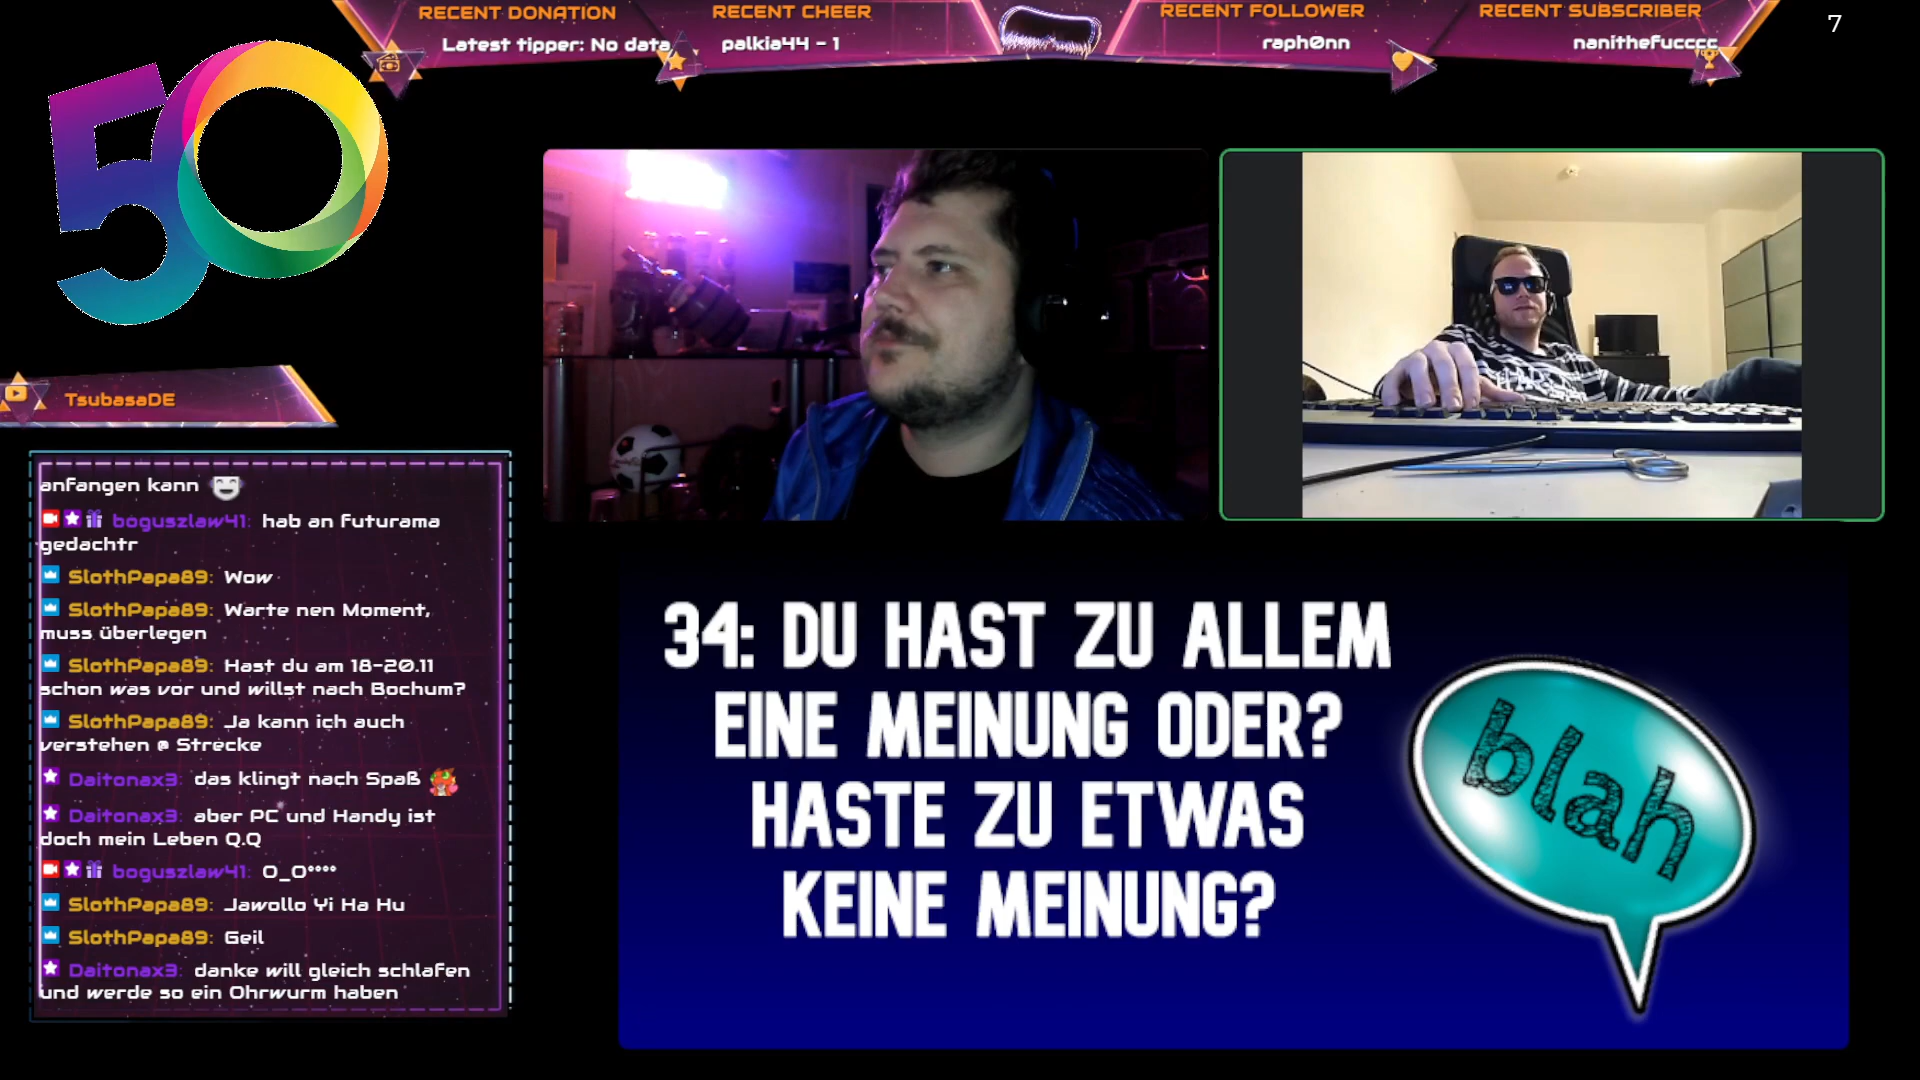 RECENT DONATION
Latest tipper: No data
RECENT CHEER
palkia44 - 1
RECENT FOLLOWER
raph0nn
RECENT SUBSCRIBER
nanithefucccc
7
50
TsubasaDE
anfangen kann
boguszlaw41: hab an futurama
gedachtr
SlothPapa89: Wow
SlothPapa89: Warte nen Moment,
muss überlegen
SlothPapa89: Hast du am 18-20.11
schon was vor und willst nach Bochum?
SlothPapa89: Ja kann ich auch
verstehen @ Strecke
Daitonax3: das klingt nach Spaß
Daitonax3: aber PC und Handy ist
doch mein Leben Q.Q
boguszlaw41: O_O°°°°
SlothPapa89: Jawollo Yi Ha Hu
SlothPapa89: Geil
Daitonax3: danke will gleich schlafen
und werde so ein Ohrwurm haben
34: DU HAST ZU ALLEM
EINE MEINUNG ODER?
HASTE ZU ETWAS
KEINE MEINUNG?
blah